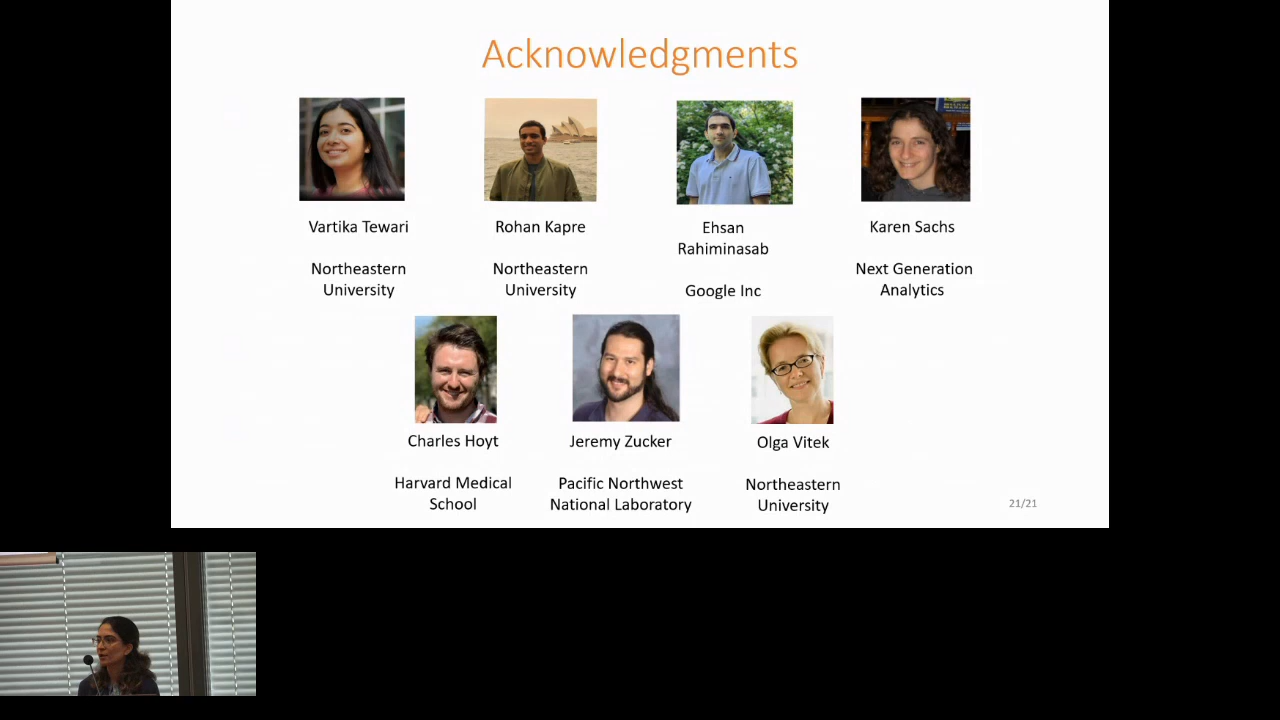 Acknowledgments
Vartika Tewari
Northeastern
University
Rohan Kapre
Northeastern
University
Ehsan
Rahiminasab
Google Inc
Karen Sachs
Next Generation
Analytics
Charles Hoyt
Harvard Medical
School
Jeremy Zucker
Pacific Northwest
National Laboratory
Olga Vitek
Northeastern
University
21/21